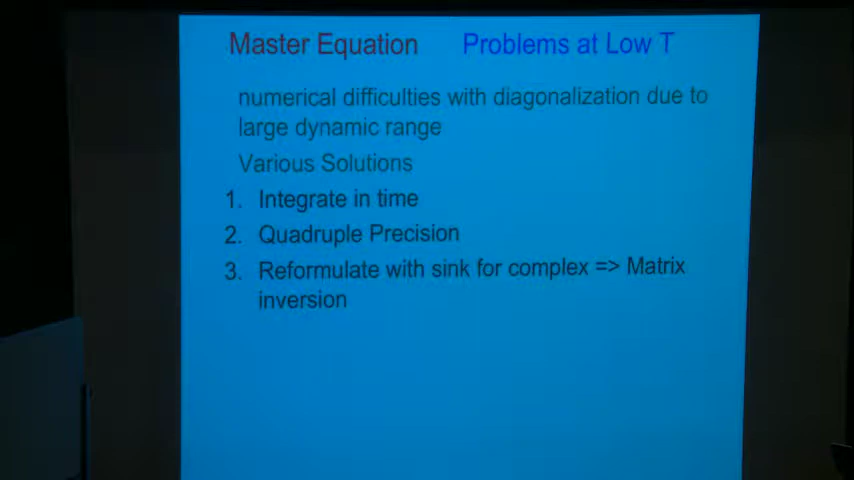 Master Equation Problems at Low T
numerical difficulties with diagonalization due to
large dynamic range
Various Solutions
1. Integrate in time
2. Quadruple Precision
3. Reformulate with sink for complex => Matrix
inversion